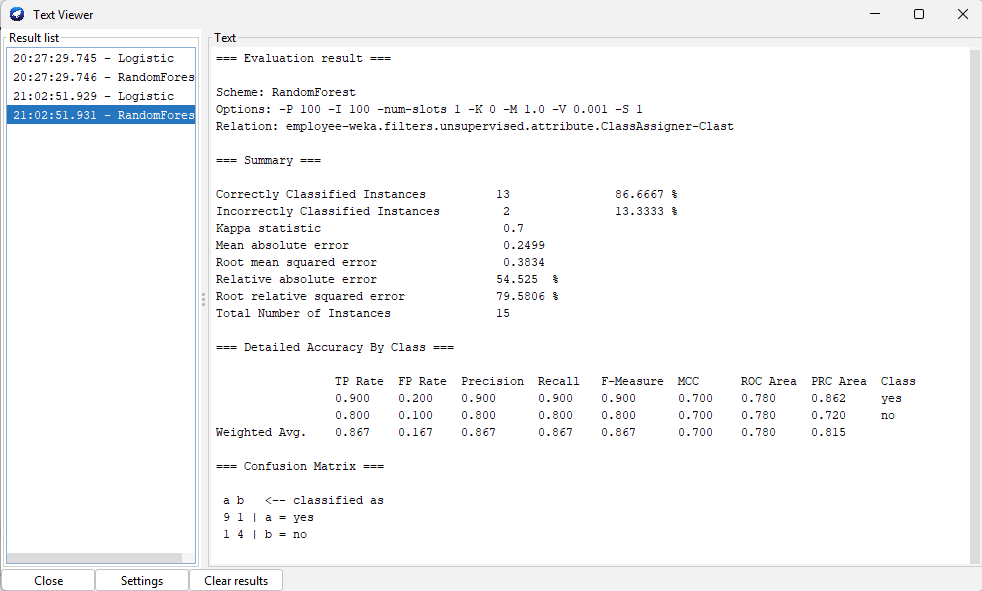 Text Viewer
Result list
20:27:29.745 - Logistic
20:27:29.746 - RandomFores
21:02:51.929 - Logistic
21:02:51.931 - RandomFores
Text
=== Evaluation result ===
Scheme: RandomForest
Options: -P 100 -I 100 -num-slots 1 -K 0 -M 1.0 -V 0.001 -S 1
Relation: employee-weka.filters.unsupervised.attribute.ClassAssigner-Clast
=== Summary ===
Correctly Classified Instances 13 86.6667 %
Incorrectly Classified Instances 2 13.3333 %
Kappa statistic 0.7
Mean absolute error 0.2499
Root mean squared error 0.3834
Relative absolute error 54.525 %
Root relative squared error 79.5806 %
Total Number of Instances 15
=== Detailed Accuracy By Class ===
TP Rate FP Rate Precision Recall F-Measure MCC ROC Area PRC Area Class
0.900 0.200 0.900 0.900 0.900 0.700 0.780 0.862 yes
0.800 0.100 0.800 0.800 0.800 0.700 0.780 0.720 no
Weighted Avg. 0.867 0.167 0.867 0.867 0.867 0.700 0.780 0.815
=== Confusion Matrix ===
a b <-- classified as
9 1 | a = yes
1 4 | b = no
Close Settings Clear results